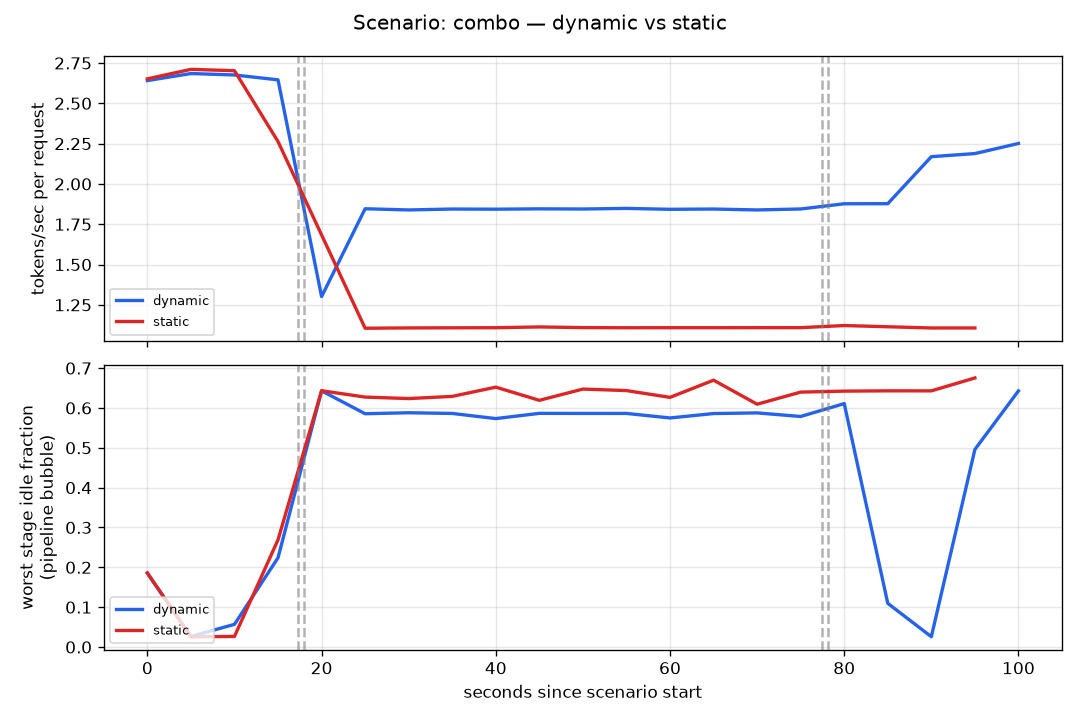 Scenario: combo — dynamic vs static
tokens/sec per request
2.75
2.50
2.25
2.00
1.75
1.50
1.25
dynamic
static
worst stage idle fraction
(pipeline bubble)
0.7
0.6
0.5
0.4
0.3
0.2
0.1
0.0
dynamic
static
0 20 40 60 80 100
seconds since scenario start